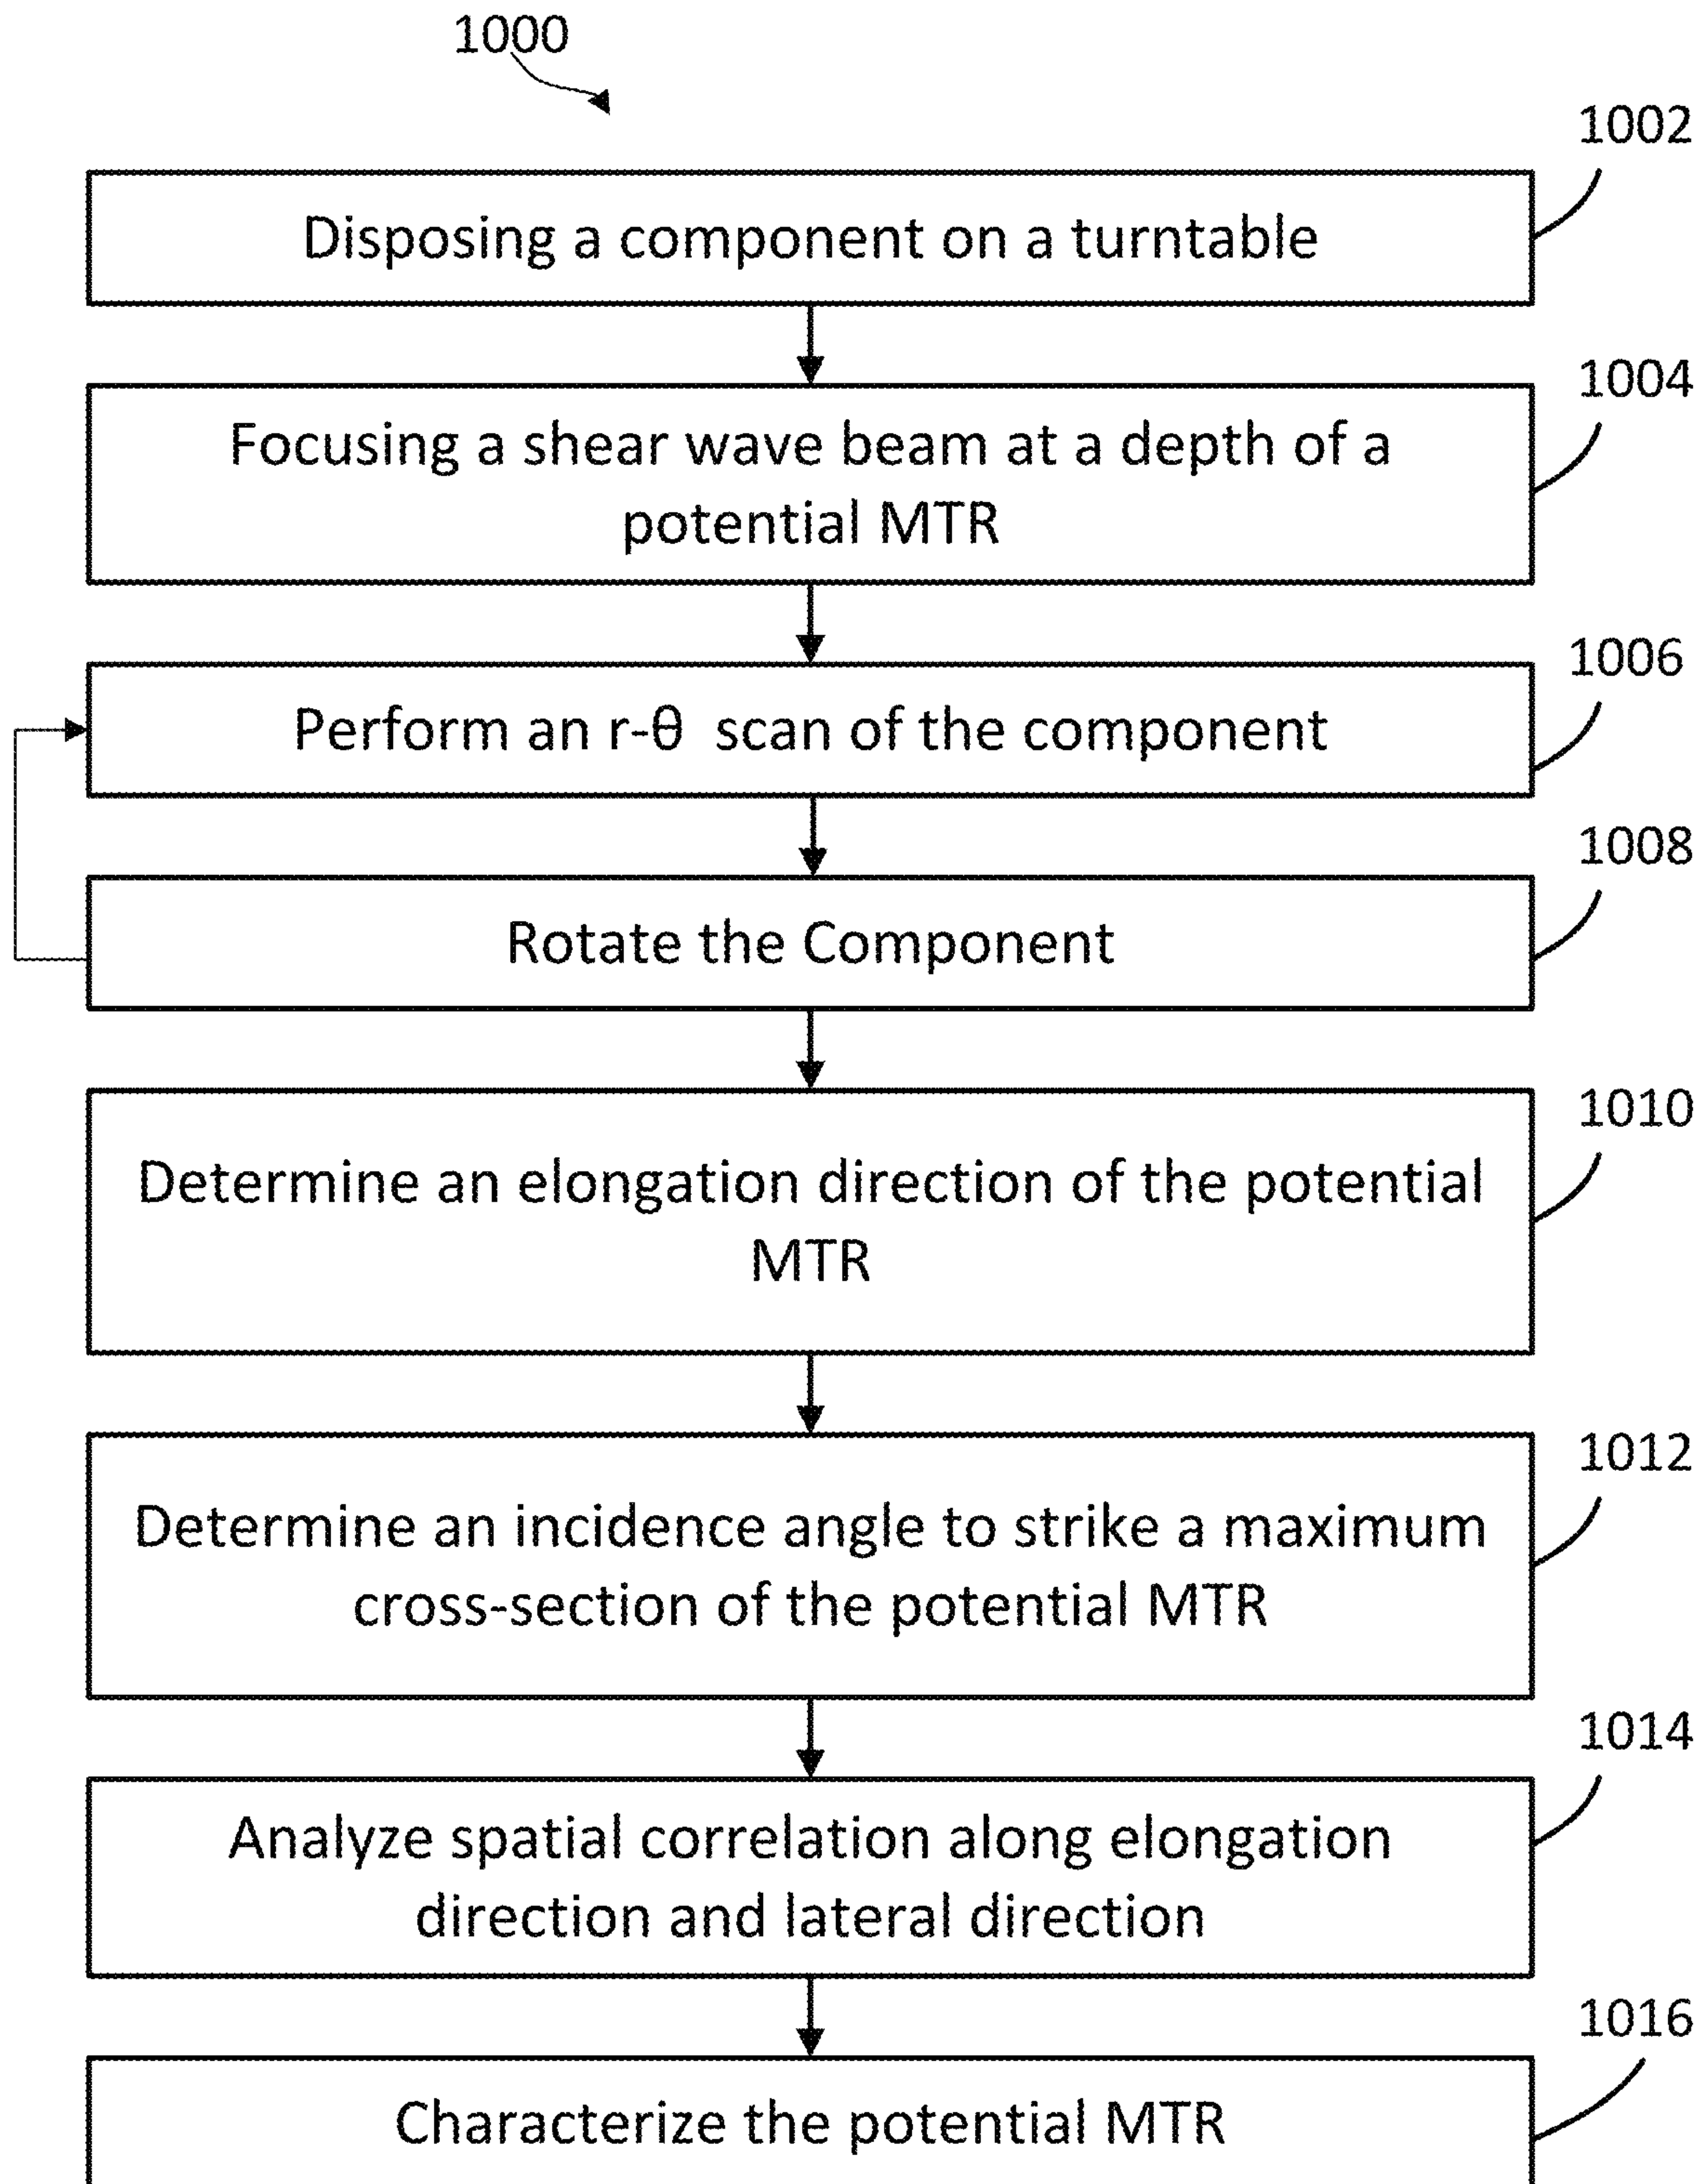 1000
1002
Disposing a component on a turntable
1004
Focusing a shear wave beam at a depth of a
potential MTR
1006
Perform an r-θ scan of the component
1008
Rotate the Component
1010
Determine an elongation direction of the potential
MTR
1012
Determine an incidence angle to strike a maximum
cross-section of the potential MTR
1014
Analyze spatial correlation along elongation
direction and lateral direction
1016
Characterize the potential MTR